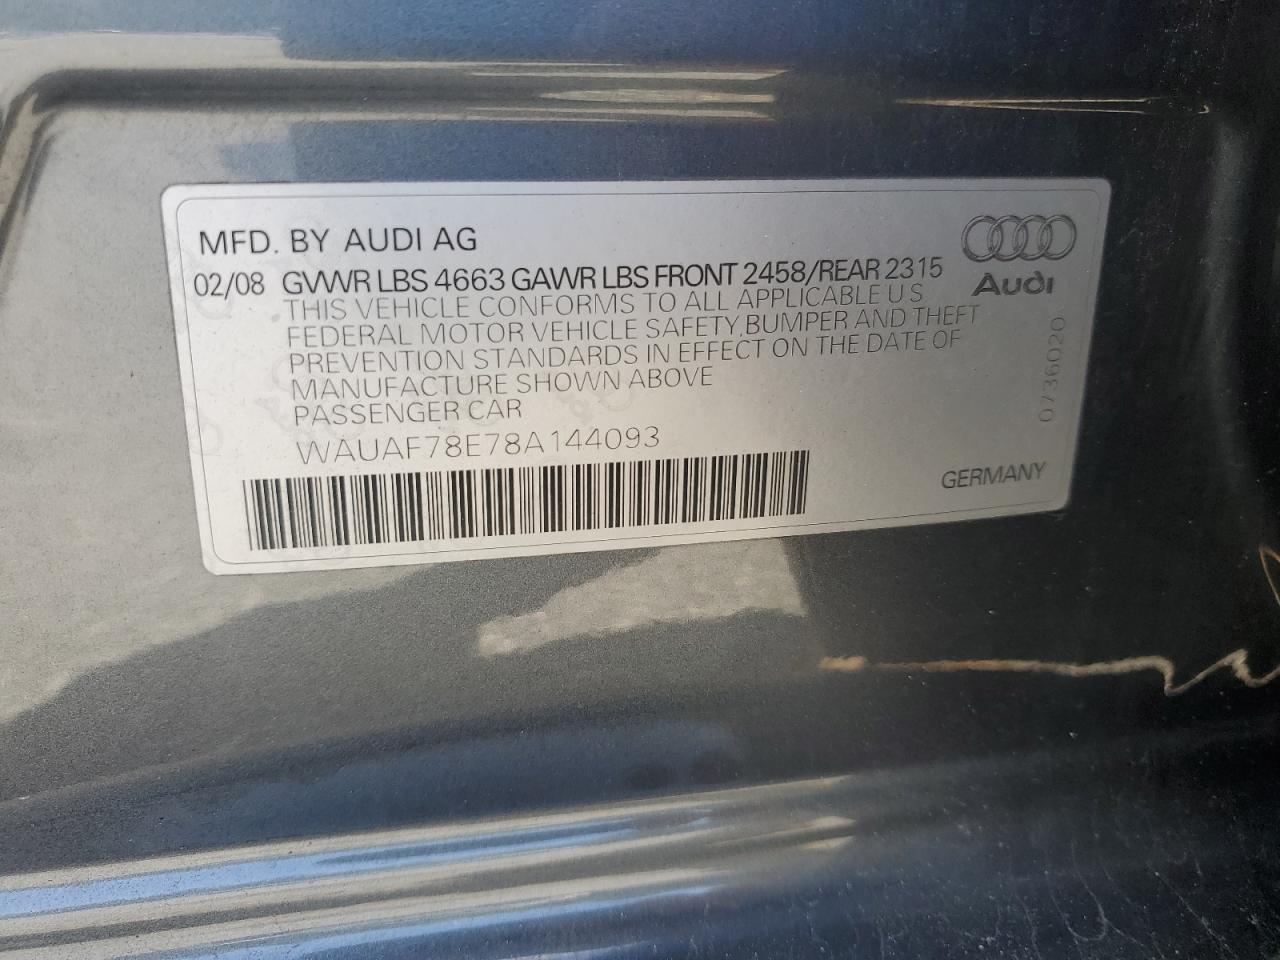 MFD. BY AUDI AG
02/08 GVWR LBS 4663 GAWR LBS FRONT 2458/REAR 2315
Audi
THIS VEHICLE CONFORMS TO ALL APPLICABLE U S
FEDERAL MOTOR VEHICLE SAFETY,BUMPER AND THEFT
PREVENTION STANDARDS IN EFFECT ON THE DATE OF
MANUFACTURE SHOWN ABOVE
PASSENGER CAR
WAUAF78E78A144093
0736020
GERMANY